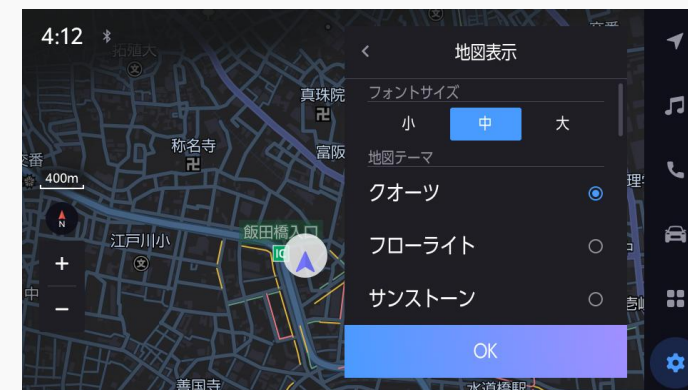 4:12
拓殖大
真珠院
称名寺
富阪
交番
400m
N
江戸川小
飯田橋入口
IC
+
中
−
善国寺
水道橋駅
地図表示
フォントサイズ
小 中 大
地図テーマ
クオーツ
フローライト
サンストーン
OK